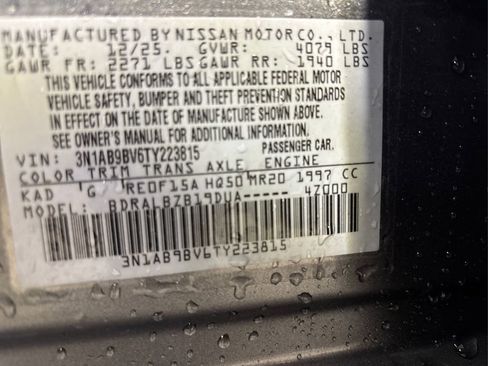 MANUFACTURED BY NISSAN MOTOR CO., LTD.
DATE: 12/25. GVWR: 4079 LBS
GAWR FR: 2271 LBS GAWR RR: 1940 LBS
THIS VEHICLE CONFORMS TO ALL APPLICABLE FEDERAL MOTOR
VEHICLE SAFETY, BUMPER AND THEFT PREVENTION STANDARDS
IN EFFECT ON THE DATE OF MANUFACTURE SHOWN ABOVE.
SEE OWNER'S MANUAL FOR ADDITIONAL INFORMATION.
VIN: 3N1AB9BV6TY223815 PASSENGER CAR.
COLOR TRIM TRANS AXLE ENGINE
KAD G RE0F15A HQ50 MR20 1997 CC
MODEL: BDRALBZB19DUA----- 47000
3N1AB9BV6TY223815